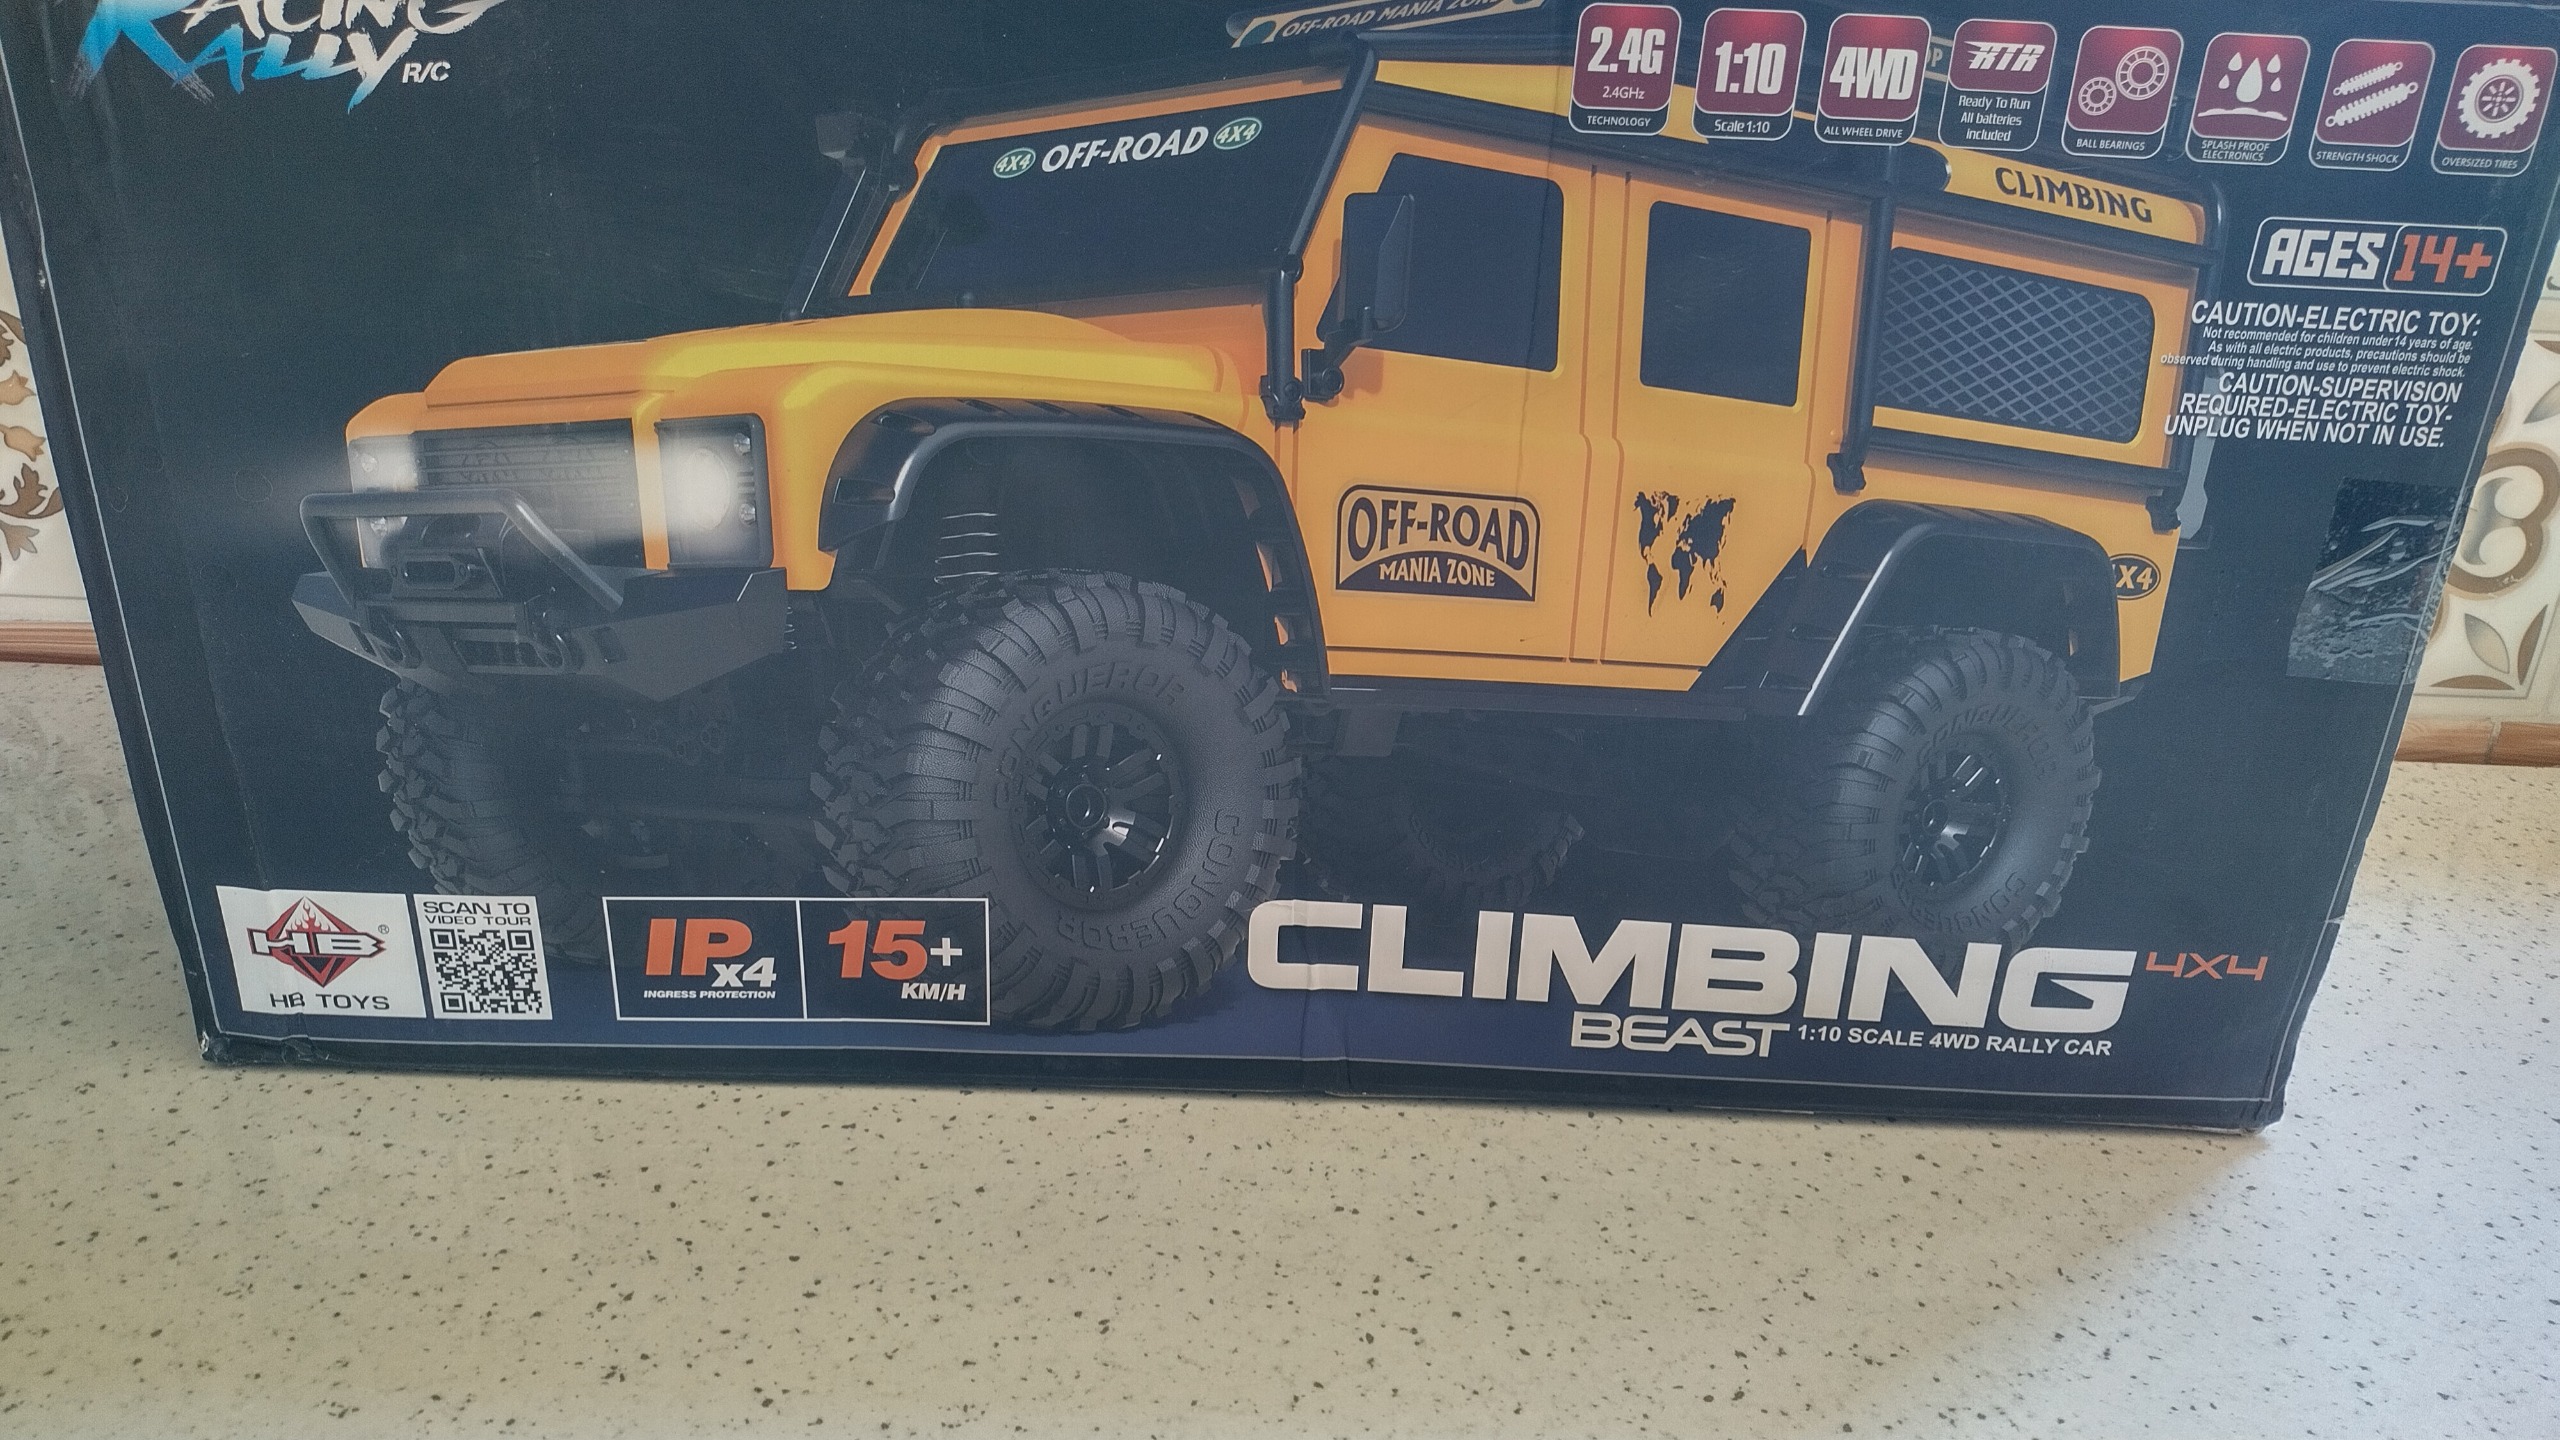 RACING
RALLY R/C
OFF-ROAD MANIA ZONE
2.4G
2.4GHz
TECHNOLOGY
1:10
Scale 1:10
4WD
ALL WHEEL DRIVE
RTR
Ready To Run
All batteries
included
BALL BEARINGS
SPLASH PROOF
ELECTRONICS
STRENGTH SHOCK
OVERSIZED TIRES
4X4 OFF-ROAD 4X4
CLIMBING
AGES 14+
CAUTION-ELECTRIC TOY:
Not recommended for children under 14 years of age.
As with all electric products, precautions should be
observed during handling and use to prevent electric shock.
CAUTION-SUPERVISION
REQUIRED-ELECTRIC TOY-
UNPLUG WHEN NOT IN USE.
OFF-ROAD
MANIA ZONE
4X4
CONQUEROR
CONQUEROR
CONQUEROR
CONQUEROR
HB ®
HB TOYS
SCAN TO
VIDEO TOUR
IPX4
INGRESS PROTECTION
15+
KM/H
CLIMBING 4X4
BEAST 1:10 SCALE 4WD RALLY CAR